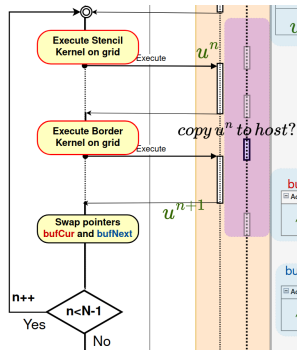 Execute Stencil
Kernel on grid
Execute
u^n
u
Execute Border
Kernel on grid
copy u^n to host?
Execute
bu
A
u^{n+1}
Swap pointers
bufCur and bufNext
bu
A
n++
n<N-1
Yes
No